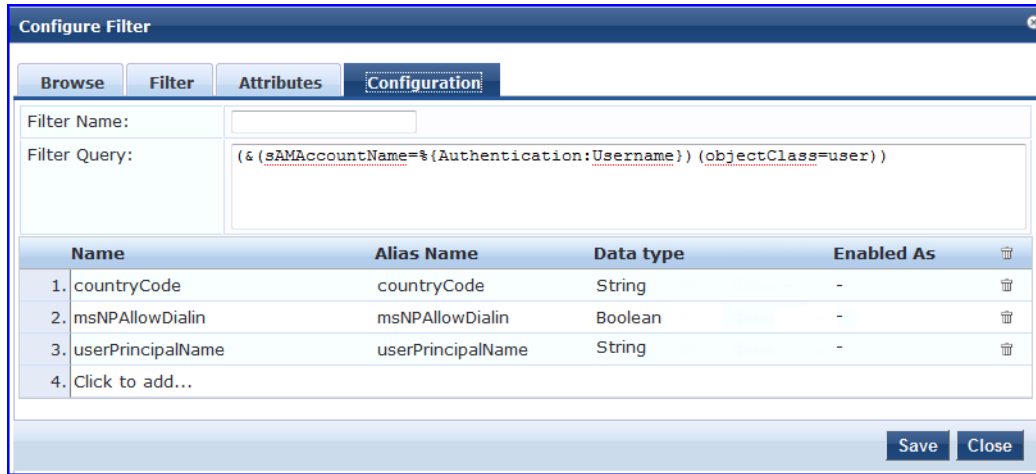 Configure Filter
Browse Filter Attributes Configuration
Filter Name:
Filter Query: (&(sAMAccountName=%{Authentication:Username})(objectClass=user))
Name Alias Name Data type Enabled As
1. countryCode countryCode String -
2. msNPAllowDialin msNPAllowDialin Boolean -
3. userPrincipalName userPrincipalName String -
4. Click to add...
Save Close